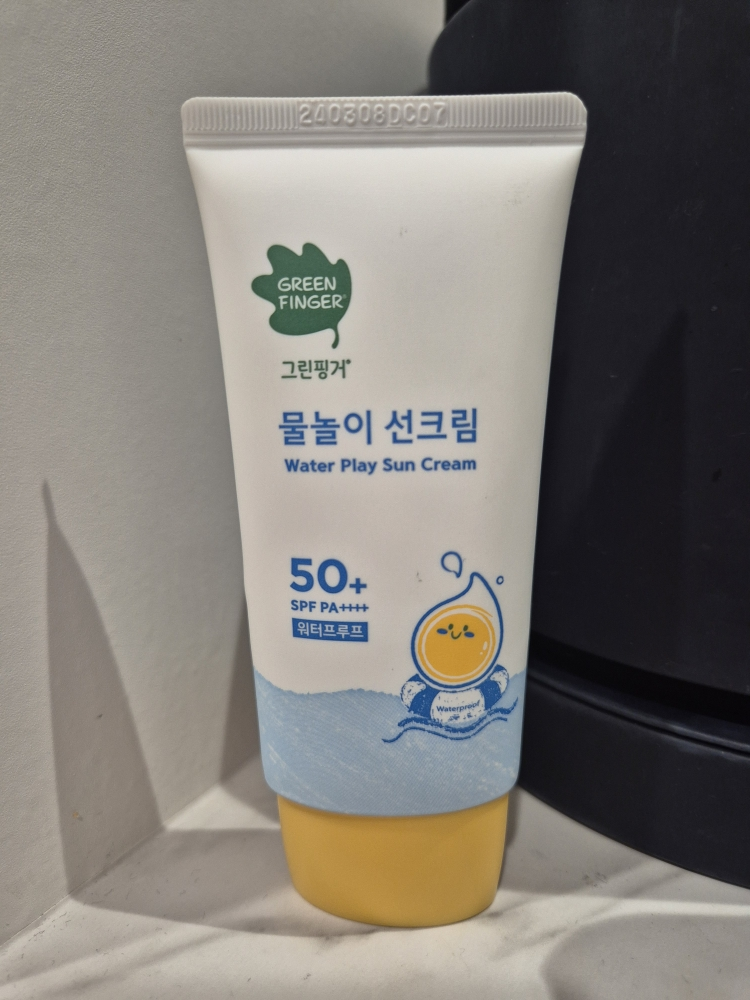 240308DC07
GREEN
FINGER®
그린핑거®
물놀이 선크림
Water Play Sun Cream
50+
SPF PA++++
워터프루프
Waterproof